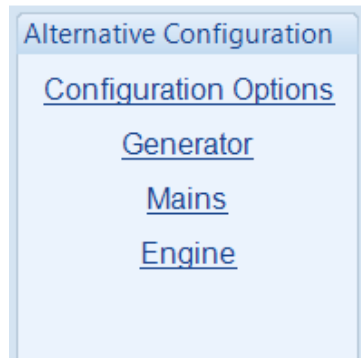 Alternative Configuration
Configuration Options
Generator
Mains
Engine